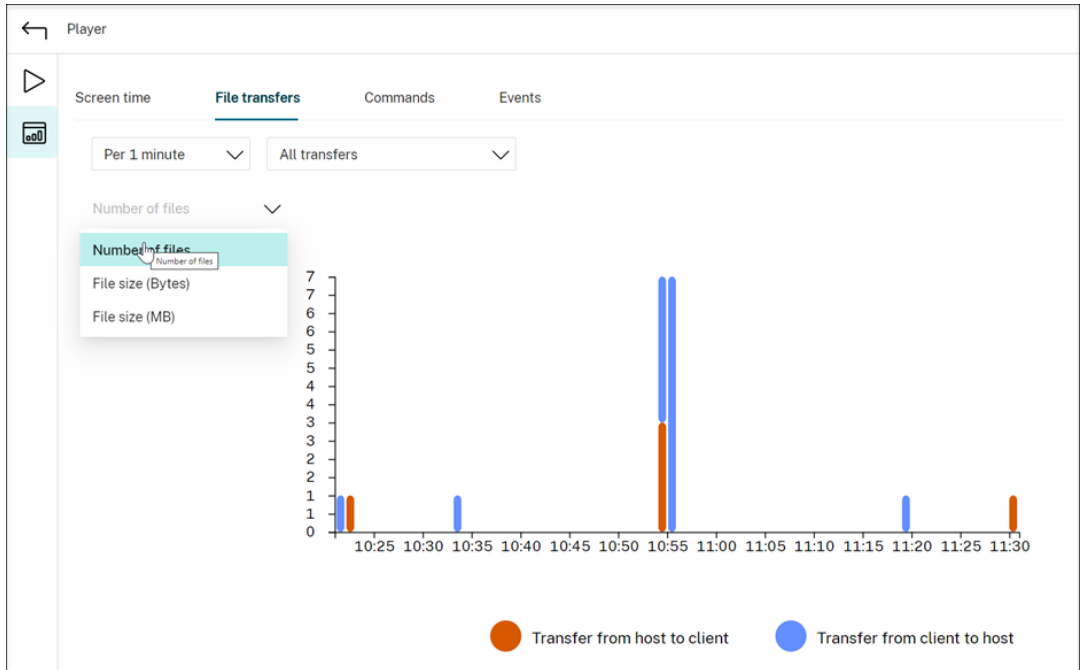 Player
Screen time File transfers Commands Events
Per 1 minute All transfers
Number of files
Number of files
Number of files
File size (Bytes)
File size (MB)
7
7
6
6
5
5
4
4
3
3
2
2
1
1
0
10:25 10:30 10:35 10:40 10:45 10:50 10:55 11:00 11:05 11:10 11:15 11:20 11:25 11:30
Transfer from host to client Transfer from client to host